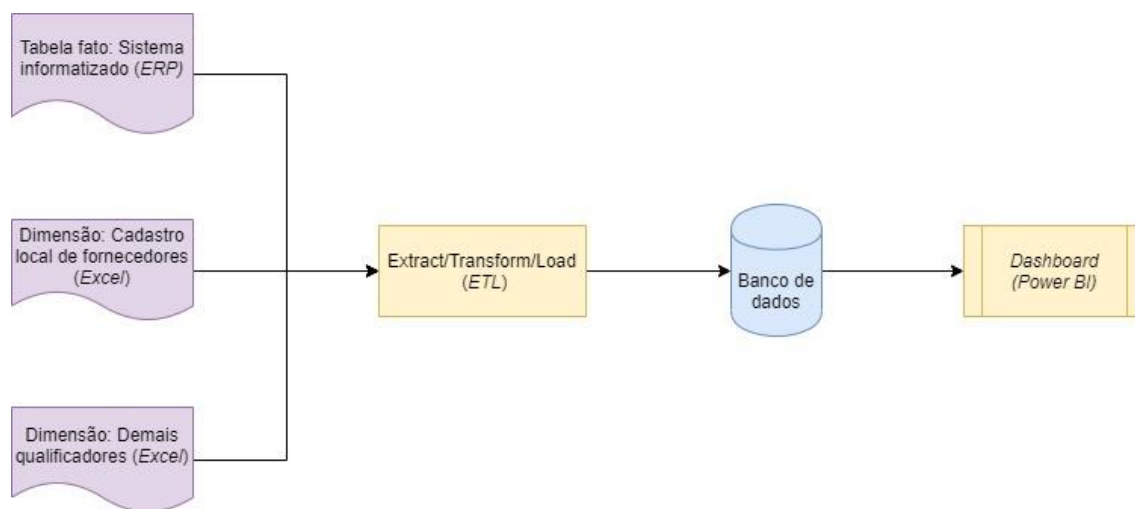 Tabela fato: Sistema
informatizado (ERP)
Dimensão: Cadastro
local de fornecedores
(Excel)
Dimensão: Demais
qualificadores (Excel)
Extract/Transform/Load
(ETL)
Banco de
dados
Dashboard
(Power BI)